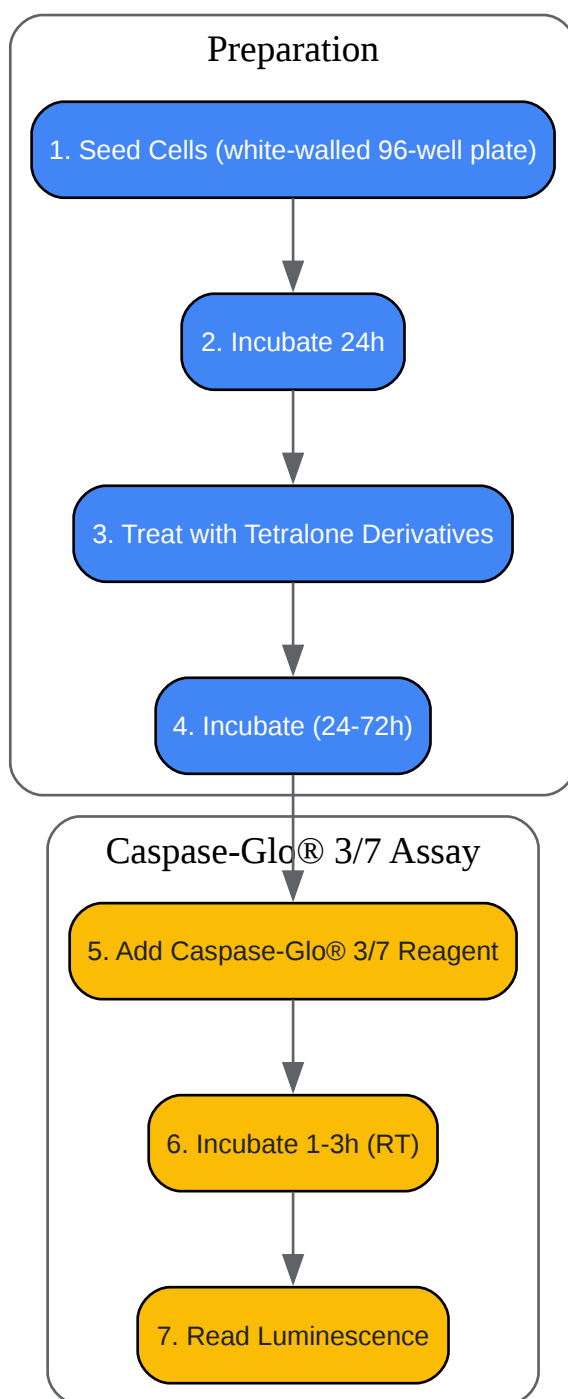 Preparation
1. Seed Cells (white-walled 96-well plate)
2. Incubate 24h
3. Treat with Tetralone Derivatives
4. Incubate (24-72h)
Caspase-Glo® 3/7 Assay
5. Add Caspase-Glo® 3/7 Reagent
6. Incubate 1-3h (RT)
7. Read Luminescence